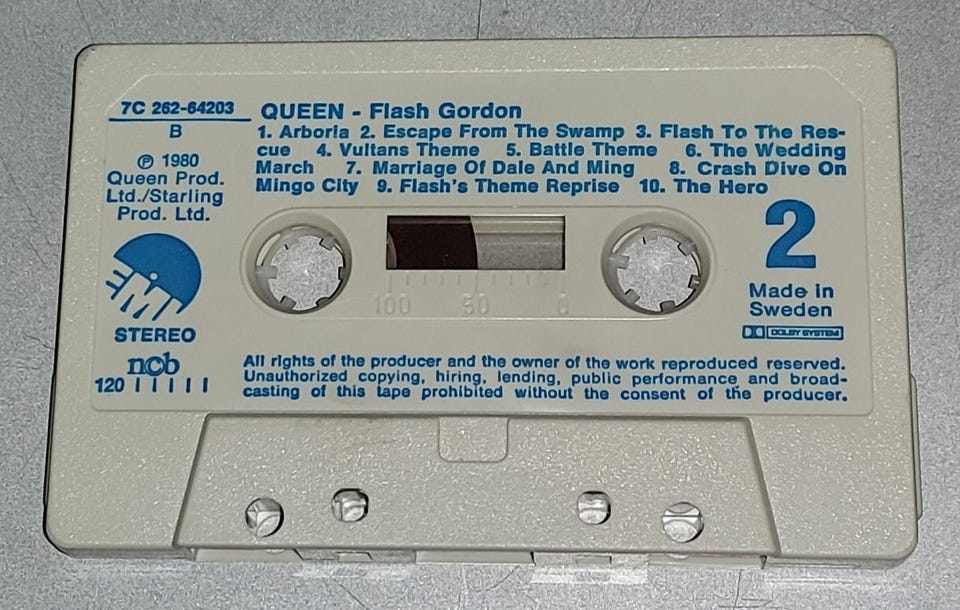 7C 262-64203
B
℗ 1980
Queen Prod.
Ltd./Starling
Prod. Ltd.
EMI
STEREO
ncb
120
QUEEN - Flash Gordon
1. Arboria 2. Escape From The Swamp 3. Flash To The Res-
cue 4. Vultans Theme 5. Battle Theme 6. The Wedding
March 7. Marriage Of Dale And Ming 8. Crash Dive On
Mingo City 9. Flash's Theme Reprise 10. The Hero
2
Made in
Sweden
DOLBY SYSTEM
100 50 0
All rights of the producer and the owner of the work reproduced reserved.
Unauthorized copying, hiring, lending, public performance and broad-
casting of this tape prohibited without the consent of the producer.